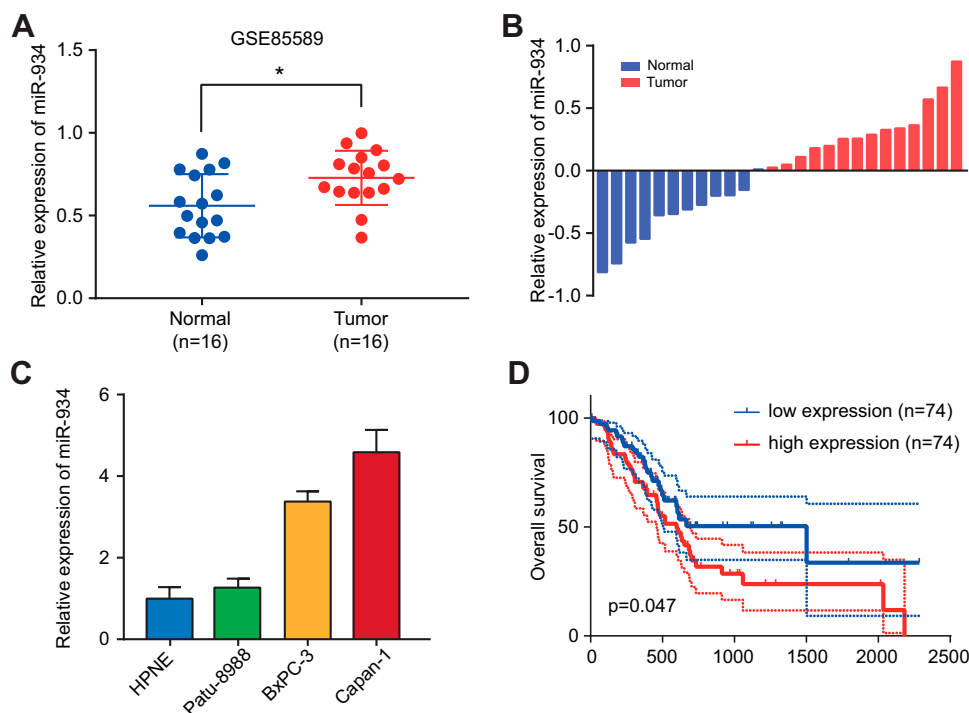 A
GSE85589
Relative expression of miR-934
1.5
1.0
0.5
0.0
*
Normal
(n=16)
Tumor
(n=16)
B
Relative expression of miR-934
1.0
0.5
0.0
-0.5
-1.0
Normal
Tumor
C
Relative expression of miR-934
6
4
2
0
HPNE
Patu-8988
BxPC-3
Capan-1
D
Overall survival
100
50
0
low expression (n=74)
high expression (n=74)
p=0.047
0
500
1000
1500
2000
2500